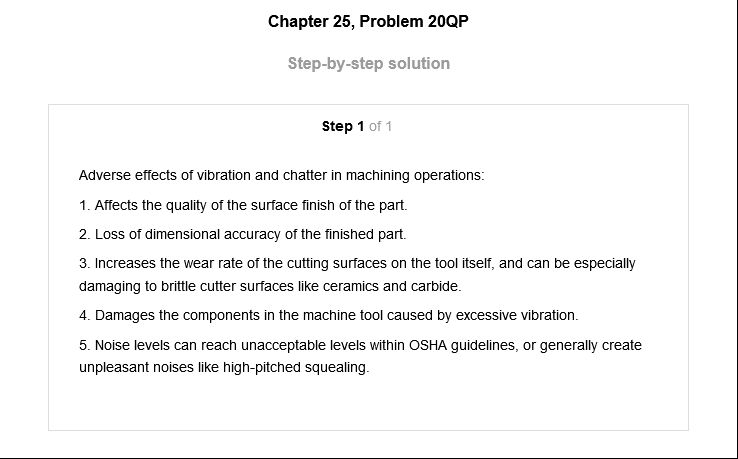 Chapter 25, Problem 20QP
Step-by-step solution
Step 1 of 1
Adverse effects of vibration and chatter in machining operations:
1. Affects the quality of the surface finish of the part.
2. Loss of dimensional accuracy of the finished part.
3. Increases the wear rate of the cutting surfaces on the tool itself, and can be especially
damaging to brittle cutter surfaces like ceramics and carbide.
4. Damages the components in the machine tool caused by excessive vibration.
5. Noise levels can reach unacceptable levels within OSHA guidelines, or generally create
unpleasant noises like high-pitched squealing.